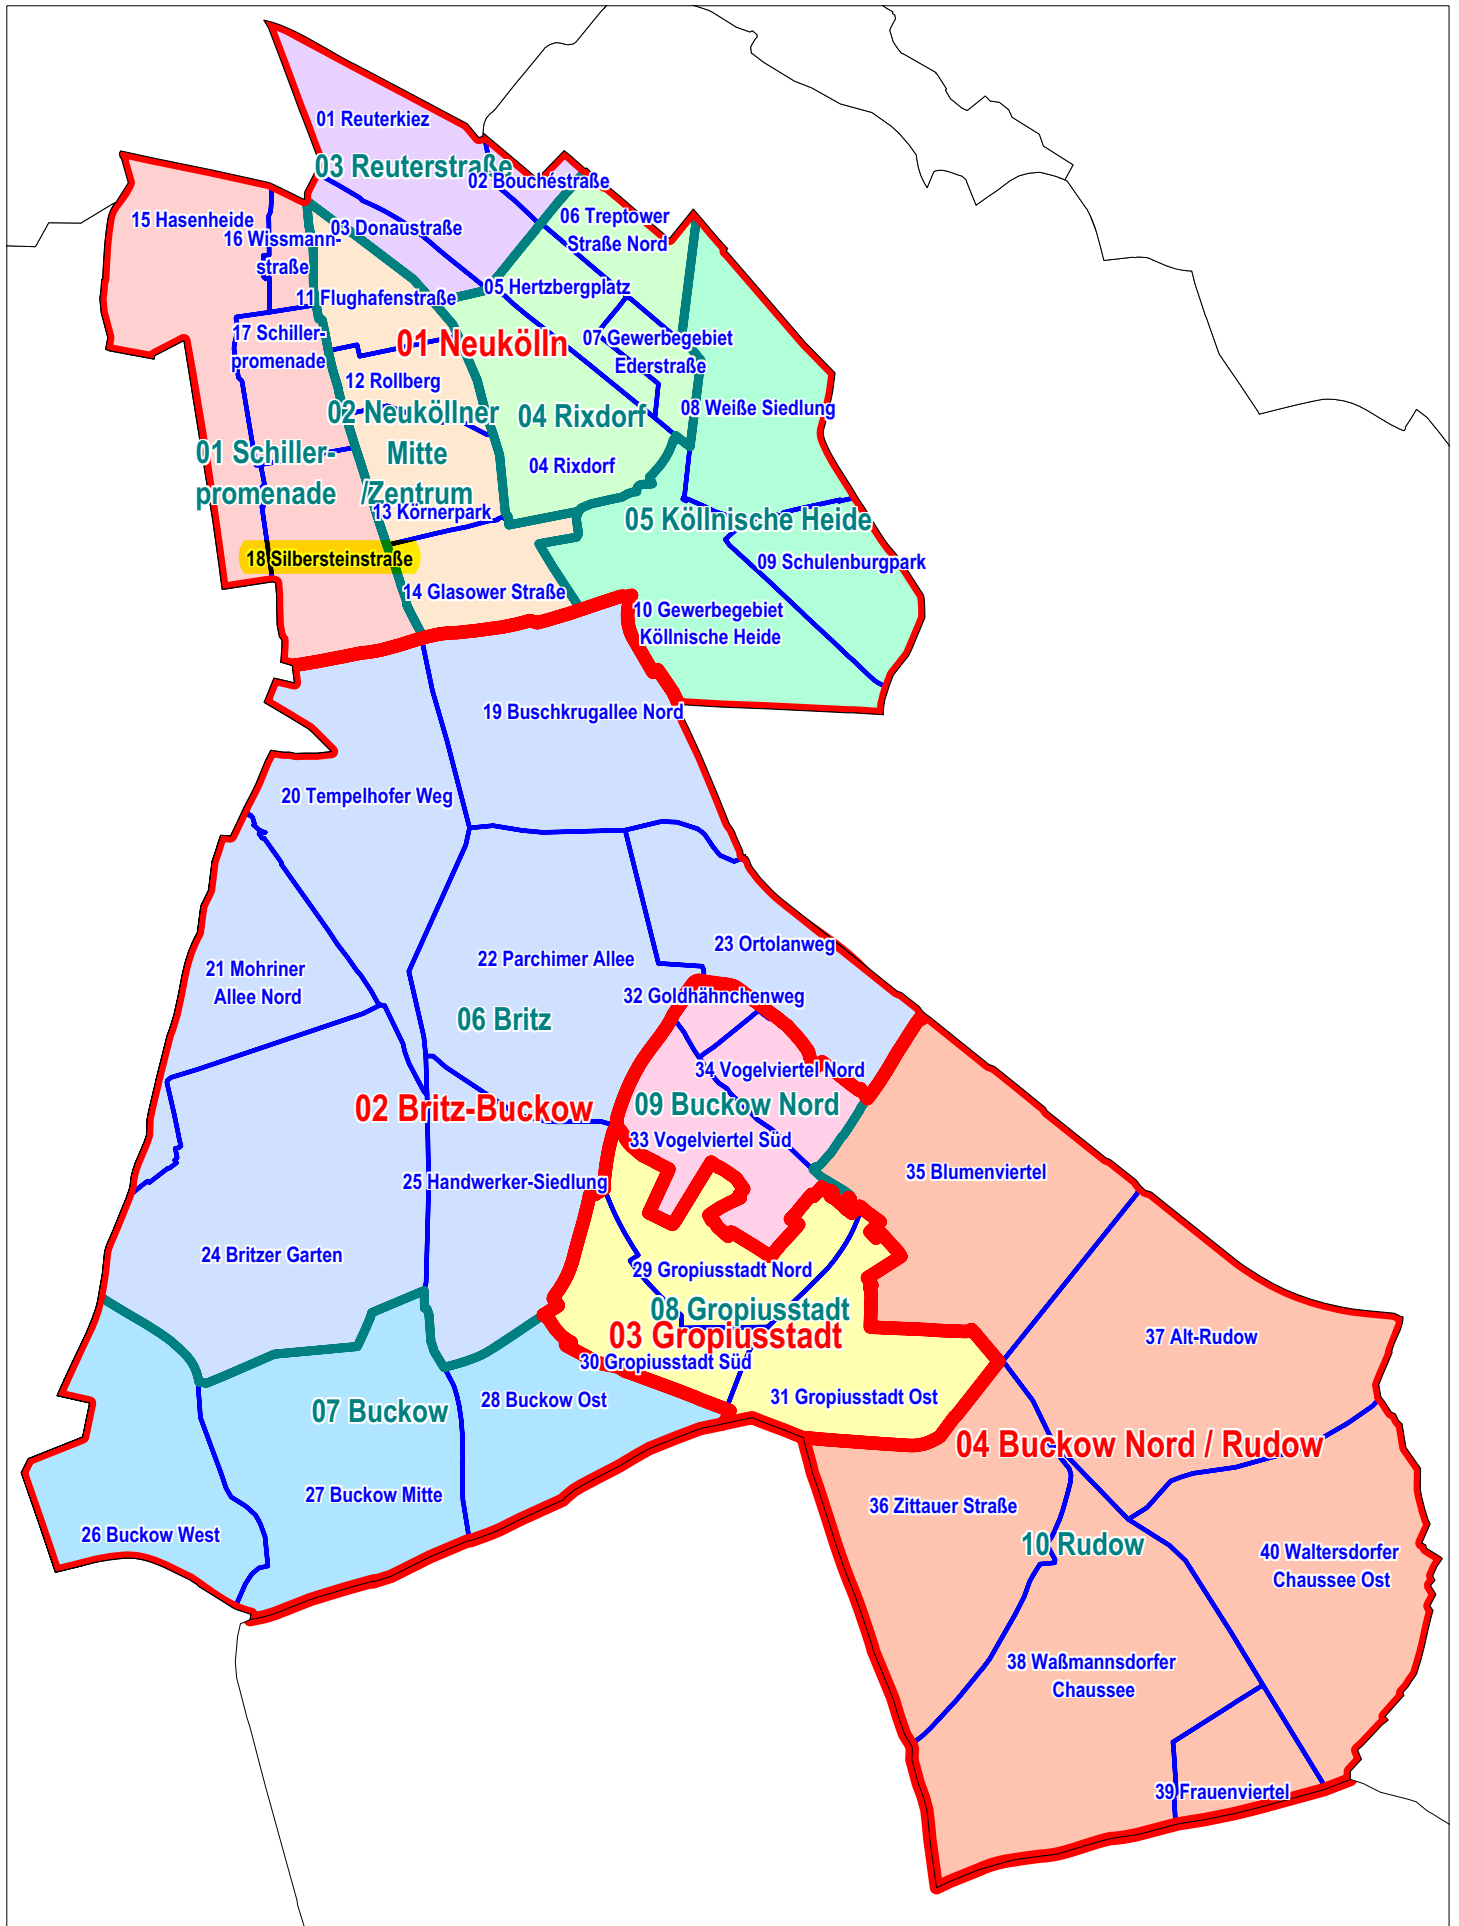 01 Reuterkiez
03 Reuterstraße
02 Bouchéstraße
15 Hasenheide
16 Wissmann-
straße
03 Donaustraße
06 Treptower
Straße Nord
05 Hertzbergplatz
11 Flughafenstraße
17 Schiller-
promenade
01 Neukölln
07 Gewerbegebiet
Ederstraße
12 Rollberg
02 Neuköllner
Mitte
/Zentrum
04 Rixdorf
08 Weiße Siedlung
01 Schiller-
promenade
04 Rixdorf
13 Körnerpark
05 Köllnische Heide
18 Silbersteinstraße
09 Schulenburgpark
14 Glasower Straße
10 Gewerbegebiet
Köllnische Heide
19 Buschkrugallee Nord
20 Tempelhofer Weg
23 Ortolanweg
22 Parchimer Allee
21 Mohriner
Allee Nord
32 Goldhähnchenweg
06 Britz
34 Vogelviertel Nord
02 Britz-Buckow
09 Buckow Nord
33 Vogelviertel Süd
35 Blumenviertel
25 Handwerker-Siedlung
24 Britzer Garten
29 Gropiusstadt Nord
08 Gropiusstadt
03 Gropiusstadt
37 Alt-Rudow
30 Gropiusstadt Süd
31 Gropiusstadt Ost
28 Buckow Ost
07 Buckow
04 Buckow Nord / Rudow
27 Buckow Mitte
36 Zittauer Straße
26 Buckow West
10 Rudow
40 Waltersdorfer
Chaussee Ost
38 Waßmannsdorfer
Chaussee
39 Frauenviertel